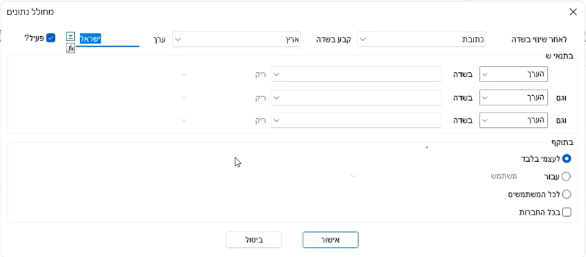 מחולל נתונים
לאחר שינוי בשדה כתובת קבע בשדה ארץ ערך ישראל פעיל?
בתנאי ש
הערך בשדה ריק
וגם הערך בשדה ריק
וגם הערך בשדה ריק
בתוקף
לעצמי בלבד
עבור משתמש
לכל המשתמשים
בכל החברות
אישור ביטול